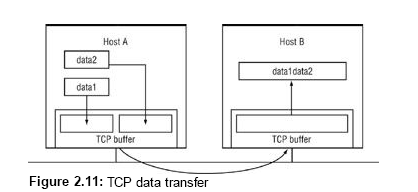 Host A
data2
data1
TCP buffer
Host B
data1data2
TCP buffer
Figure 2.11: TCP data transfer